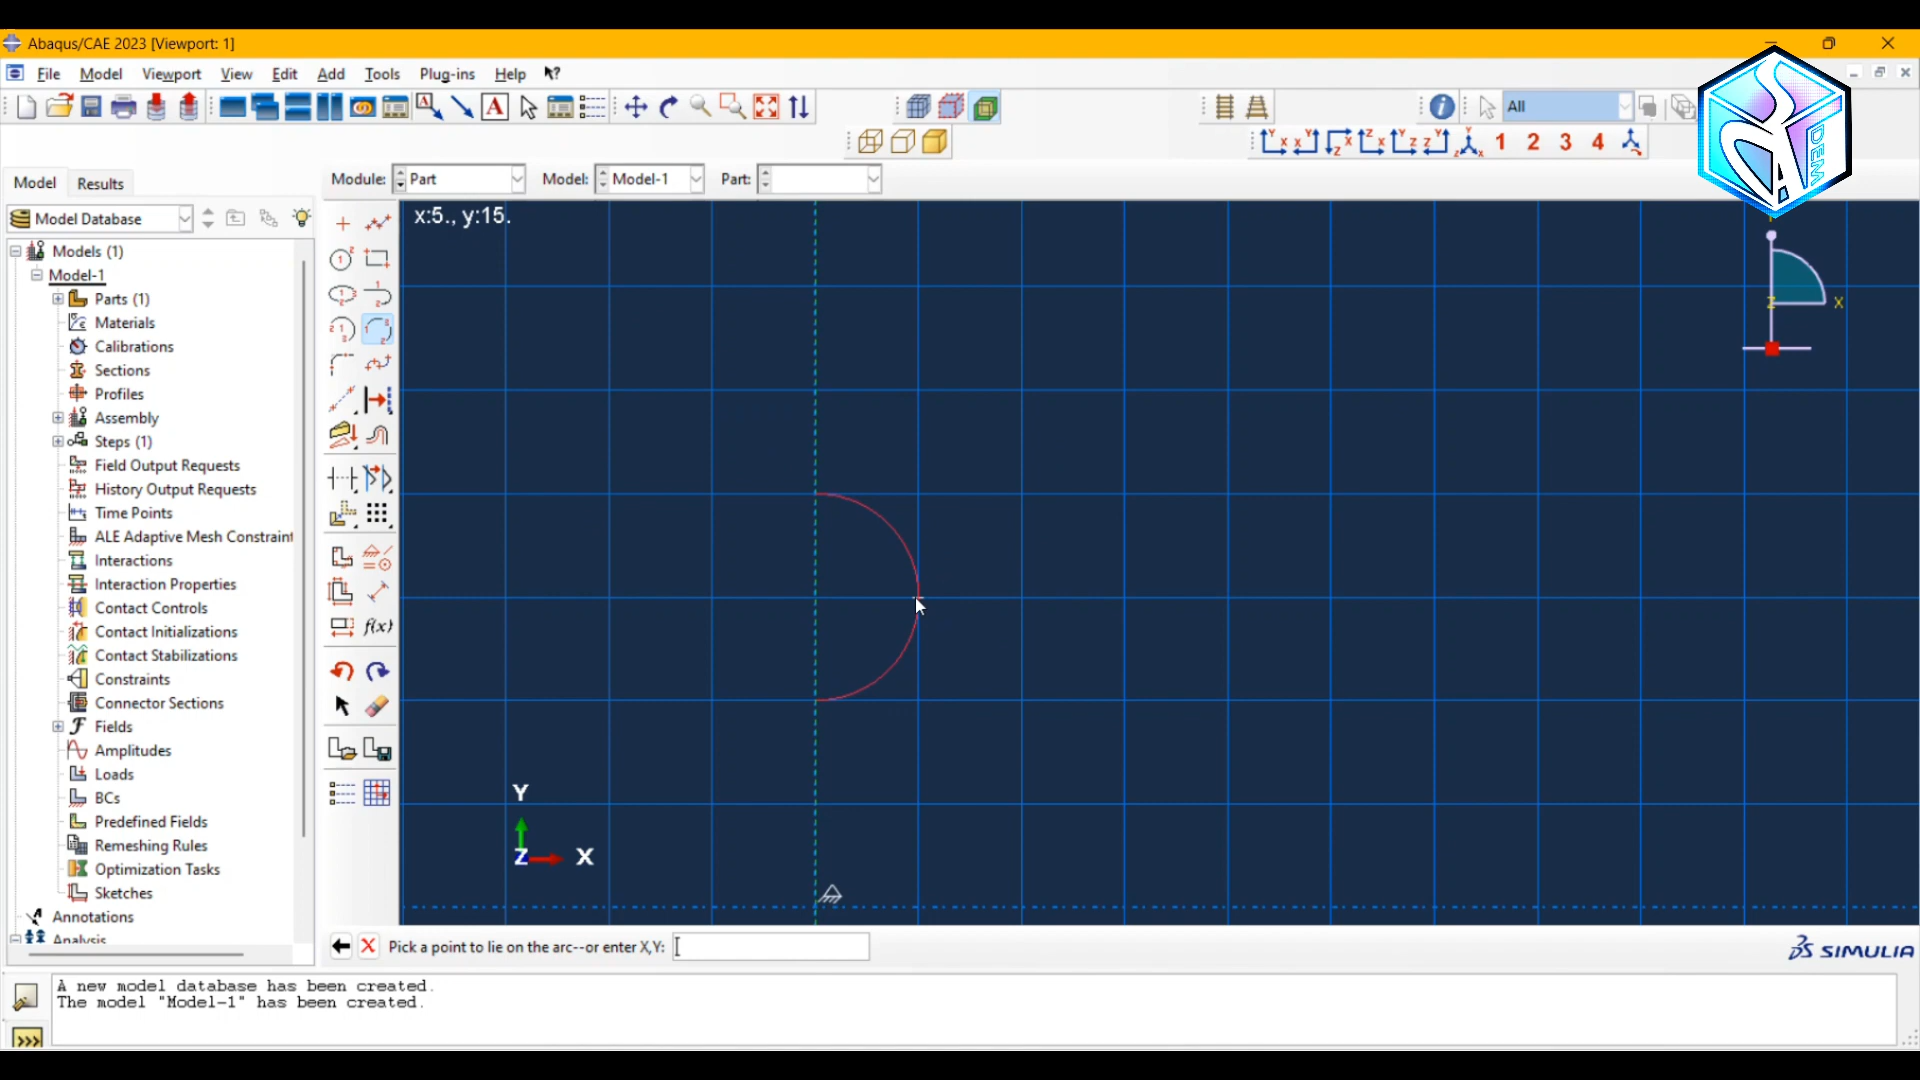 Abaqus/CAE 2023 [Viewport: 1]
File Model Viewport View Edit Add Tools Plug-ins Help
All
1 2 3 4
DEM
Model Results
Module: Part Model: Model-1 Part:
Model Database
x:5., y:15.
Models (1)
Model-1
Parts (1)
Materials
Calibrations
Sections
Profiles
Assembly
Steps (1)
Field Output Requests
History Output Requests
Time Points
ALE Adaptive Mesh Constraint
Interactions
Interaction Properties
Contact Controls
Contact Initializations
Contact Stabilizations
Constraints
Connector Sections
Fields
Amplitudes
Loads
BCs
Predefined Fields
Remeshing Rules
Optimization Tasks
Sketches
Annotations
Analysis
f(x)
Z X
Y
Z X
Pick a point to lie on the arc--or enter X,Y:
SIMULIA
A new model database has been created.
The model "Model-1" has been created.
>>>